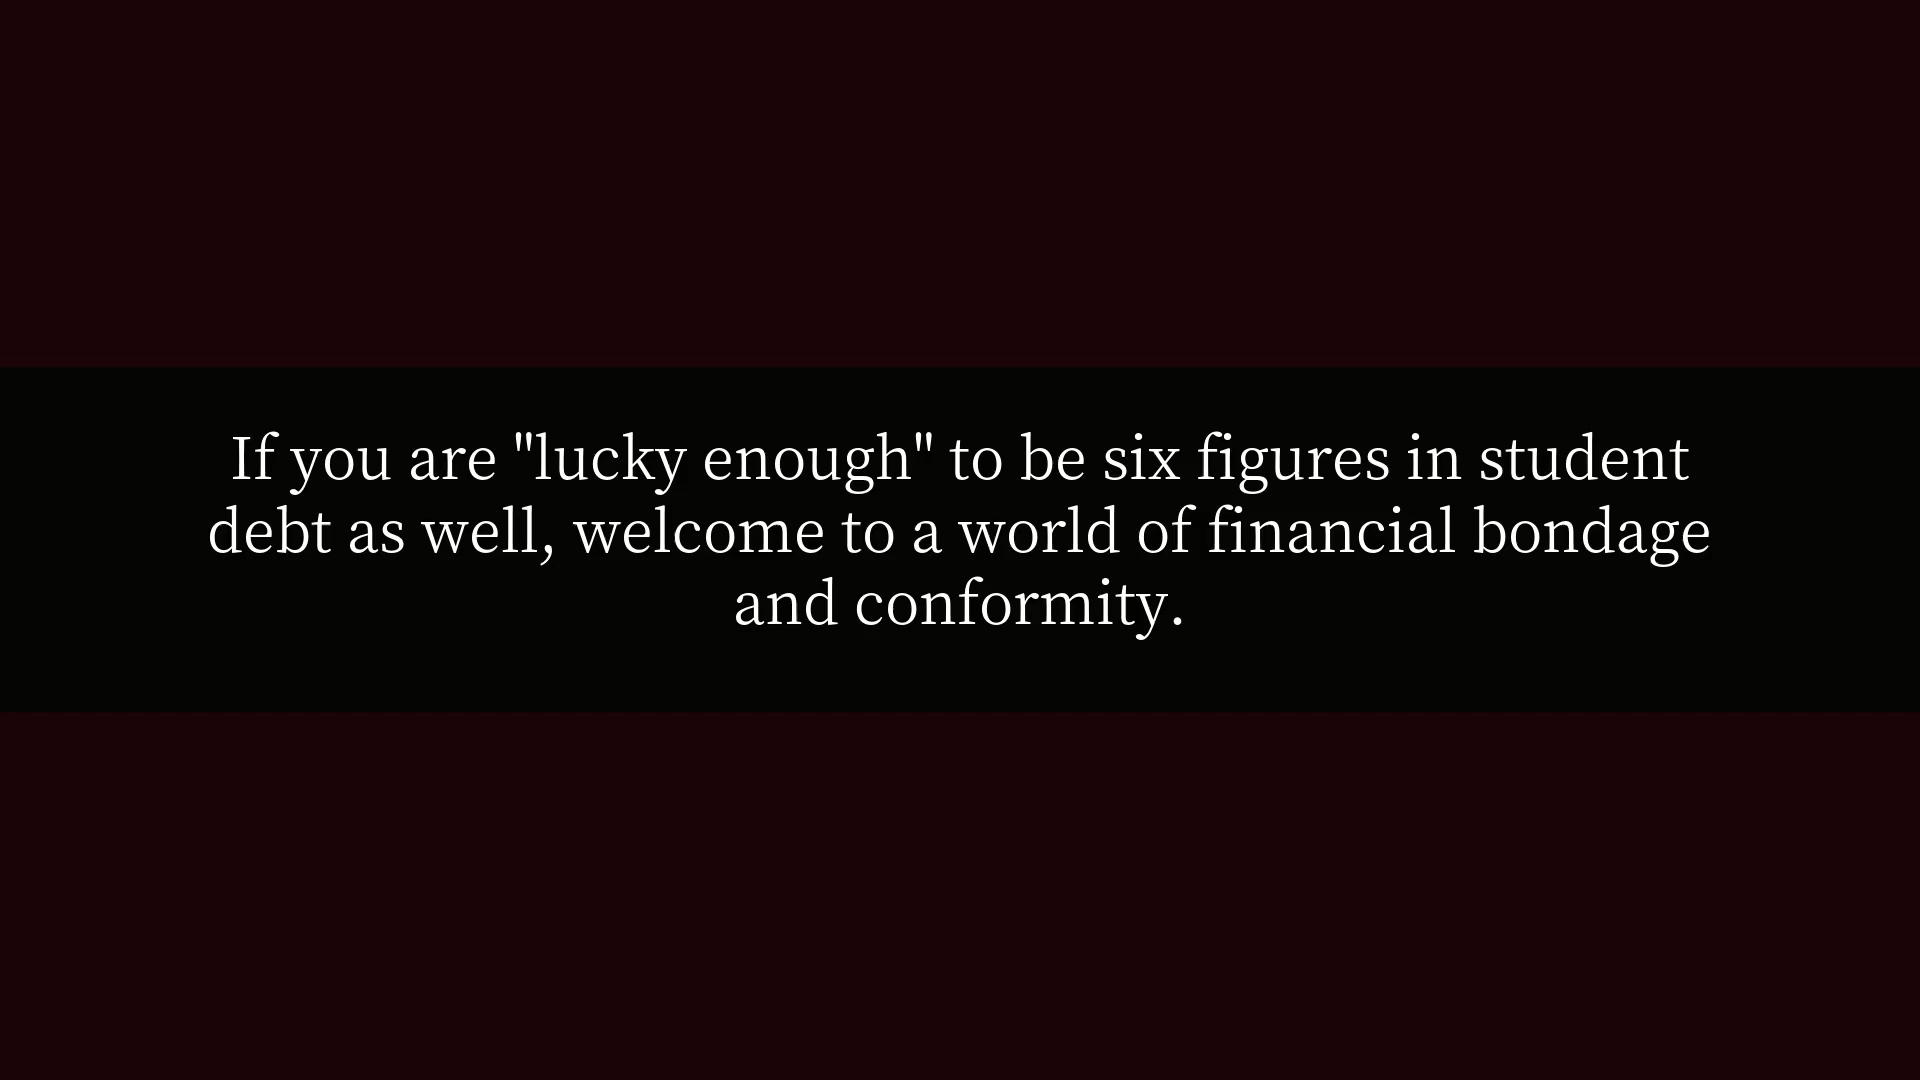 If you are "lucky enough" to be six figures in student
debt as well, welcome to a world of financial bondage
and conformity.